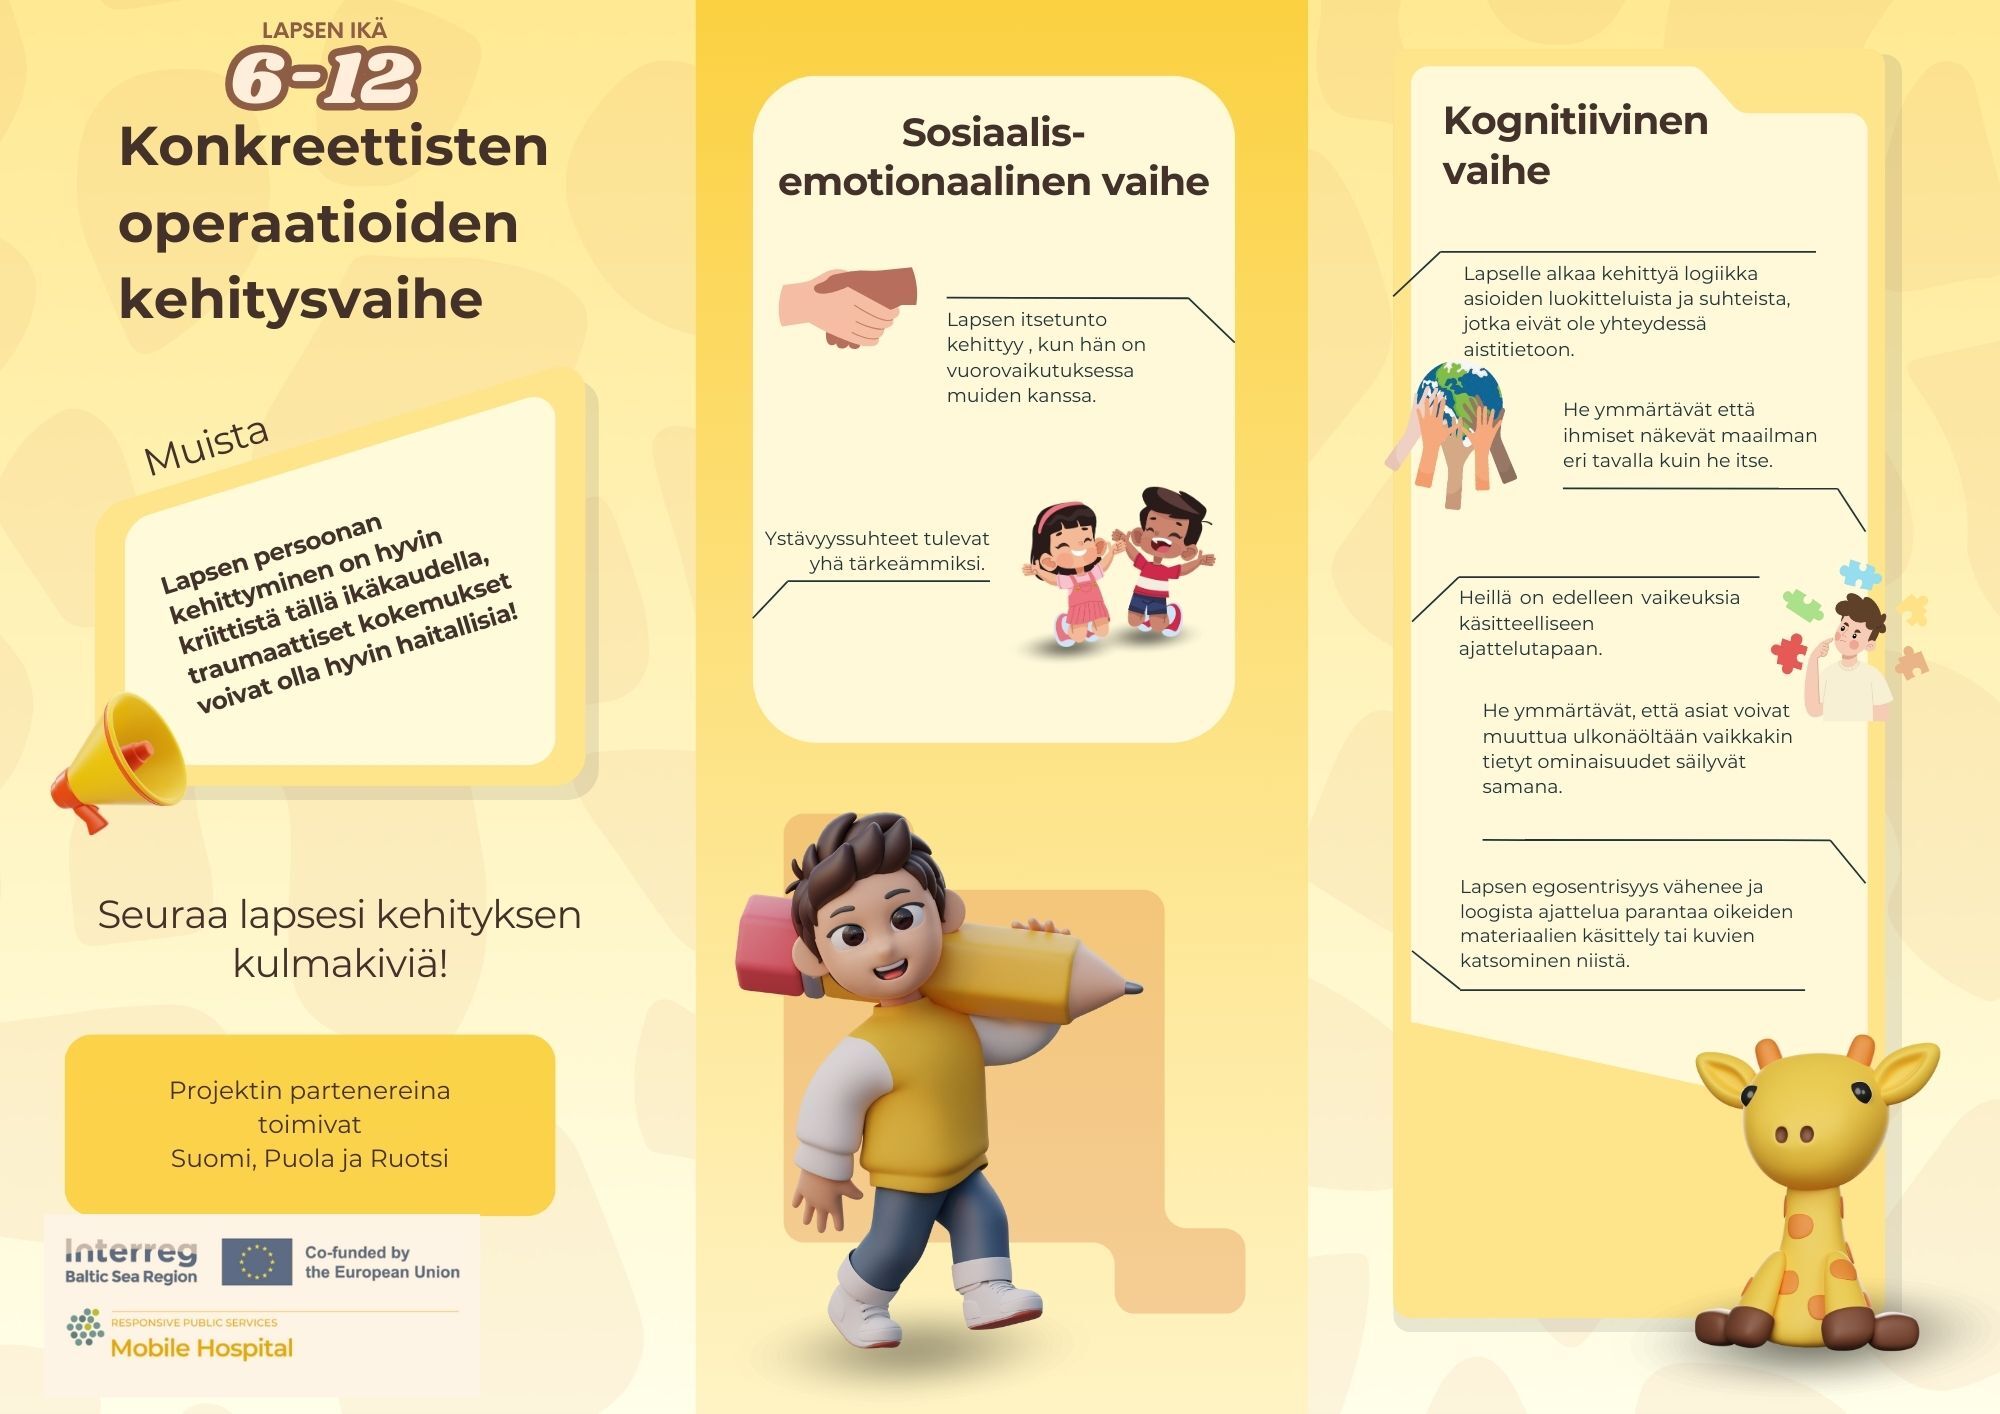 LAPSEN IKÄ
6-12
Konkreettisten
operaatioiden
kehitysvaihe
Muista
Lapsen persoonan
kehittyminen on hyvin
kriittistä tällä ikäkaudella,
traumaattiset kokemukset
voivat olla hyvin haitallisia!
Seuraa lapsesi kehityksen
kulmakiviä!
Projektin partenereina
toimivat
Suomi, Puola ja Ruotsi
Interreg
Baltic Sea Region
Co-funded by
the European Union
RESPONSIVE PUBLIC SERVICES
Mobile Hospital
Sosiaalis-
emotionaalinen vaihe
Lapsen itsetunto
kehittyy , kun hän on
vuorovaikutuksessa
muiden kanssa.
Ystävyyssuhteet tulevat
yhä tärkeämmiksi.
Kognitiivinen
vaihe
Lapselle alkaa kehittyä logiikka
asioiden luokitteluista ja suhteista,
jotka eivät ole yhteydessä
aistitietoon.
He ymmärtävät että
ihmiset näkevät maailman
eri tavalla kuin he itse.
Heillä on edelleen vaikeuksia
käsitteelliseen
ajattelutapaan.
He ymmärtävät, että asiat voivat
muuttua ulkonäöltään vaikkakin
tietyt ominaisuudet säilyvät
samana.
Lapsen egosentrisyys vähenee ja
loogista ajattelua parantaa oikeiden
materiaalien käsittely tai kuvien
katsominen niistä.